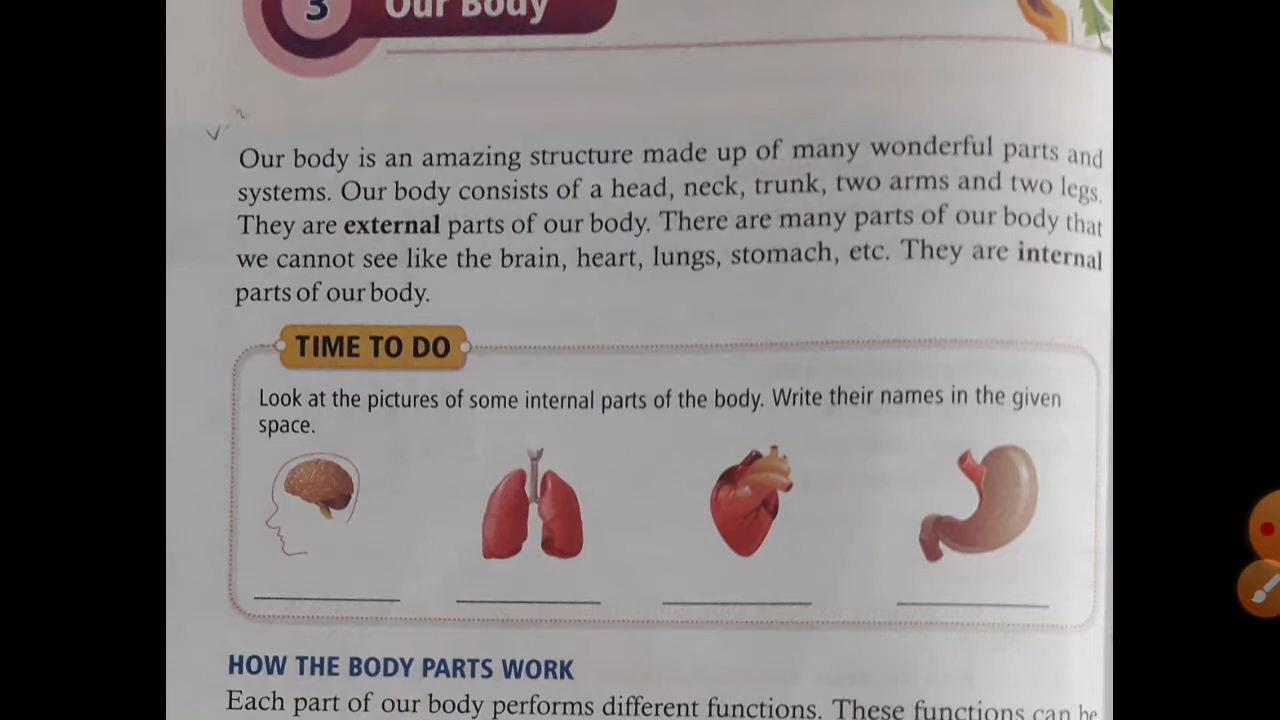 3
Our Body
Our body is an amazing structure made up of many wonderful parts and
systems. Our body consists of a head, neck, trunk, two arms and two legs.
They are external parts of our body. There are many parts of our body that
we cannot see like the brain, heart, lungs, stomach, etc. They are internal
parts of our body.
TIME TO DO
Look at the pictures of some internal parts of the body. Write their names in the given
space.
HOW THE BODY PARTS WORK
Each part of our body performs different functions. These functions can be